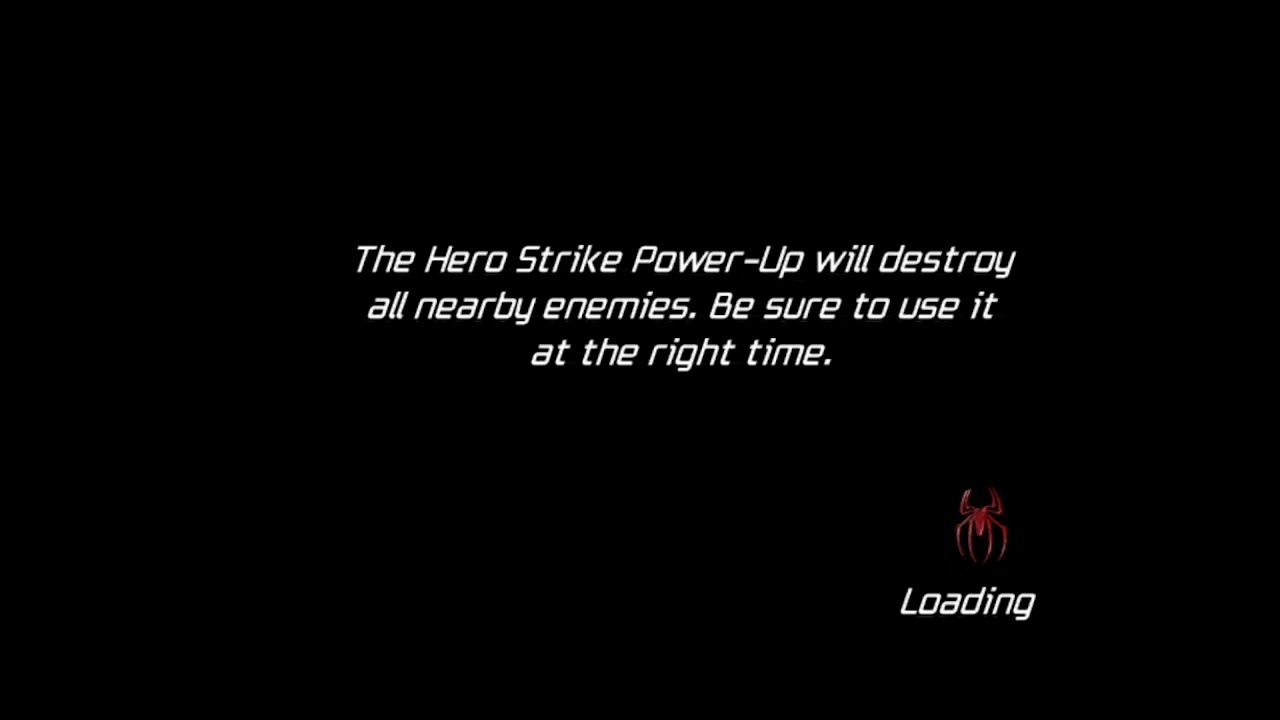 The Hero Strike Power-Up will destroy
all nearby enemies. Be sure to use it
at the right time.
Loading